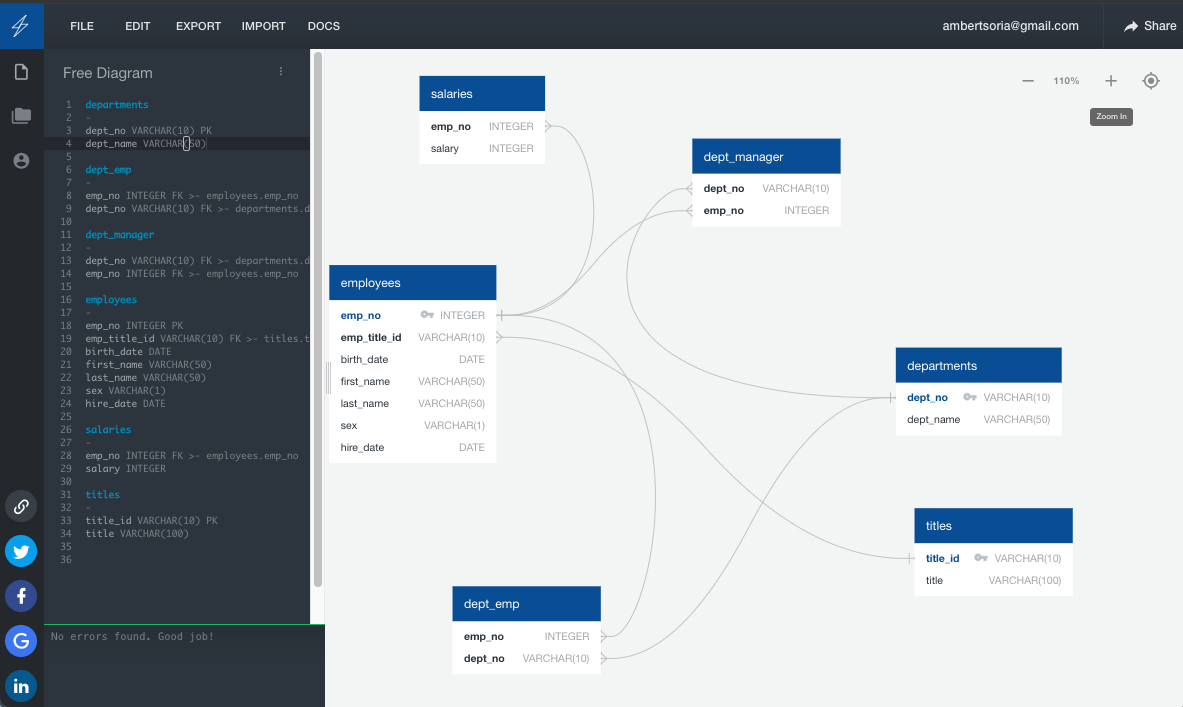 FILE EDIT EXPORT IMPORT DOCS ambertsoria@gmail.com Share
Free Diagram
1 departments
2 -
3 dept_no VARCHAR(10) PK
4 dept_name VARCHAR(50)
5
6 dept_emp
7 -
8 emp_no INTEGER FK >- employees.emp_no
9 dept_no VARCHAR(10) FK >- departments.d
10
11 dept_manager
12 -
13 dept_no VARCHAR(10) FK >- departments.d
14 emp_no INTEGER FK >- employees.emp_no
15
16 employees
17 -
18 emp_no INTEGER PK
19 emp_title_id VARCHAR(10) FK >- titles.t
20 birth_date DATE
21 first_name VARCHAR(50)
22 last_name VARCHAR(50)
23 sex VARCHAR(1)
24 hire_date DATE
25
26 salaries
27 -
28 emp_no INTEGER FK >- employees.emp_no
29 salary INTEGER
30
31 titles
32 -
33 title_id VARCHAR(10) PK
34 title VARCHAR(100)
35
36
No errors found. Good job!
110%
Zoom In
salaries
emp_no INTEGER
salary INTEGER
dept_manager
dept_no VARCHAR(10)
emp_no INTEGER
employees
emp_no INTEGER
emp_title_id VARCHAR(10)
birth_date DATE
first_name VARCHAR(50)
last_name VARCHAR(50)
sex VARCHAR(1)
hire_date DATE
departments
dept_no VARCHAR(10)
dept_name VARCHAR(50)
titles
title_id VARCHAR(10)
title VARCHAR(100)
dept_emp
emp_no INTEGER
dept_no VARCHAR(10)